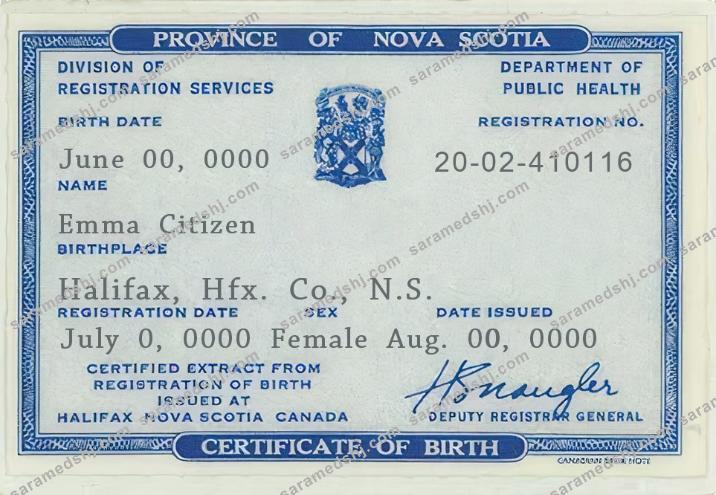 PROVINCE OF NOVA SCOTIA
DIVISION OF
REGISTRATION SERVICES
DEPARTMENT OF
PUBLIC HEALTH
BIRTH DATE
REGISTRATION NO.
June 00, 0000
20-02-410116
NAME
Emma Citizen
BIRTHPLACE
Halifax, Hfx. Co., N.S.
REGISTRATION DATE SEX DATE ISSUED
July 0, 0000 Female Aug. 00, 0000
CERTIFIED EXTRACT FROM
REGISTRATION OF BIRTH
ISSUED AT
HALIFAX NOVA SCOTIA CANADA
DEPUTY REGISTRAR GENERAL
CERTIFICATE OF BIRTH
CANADIAN BANK NOTE
saramedshj.com